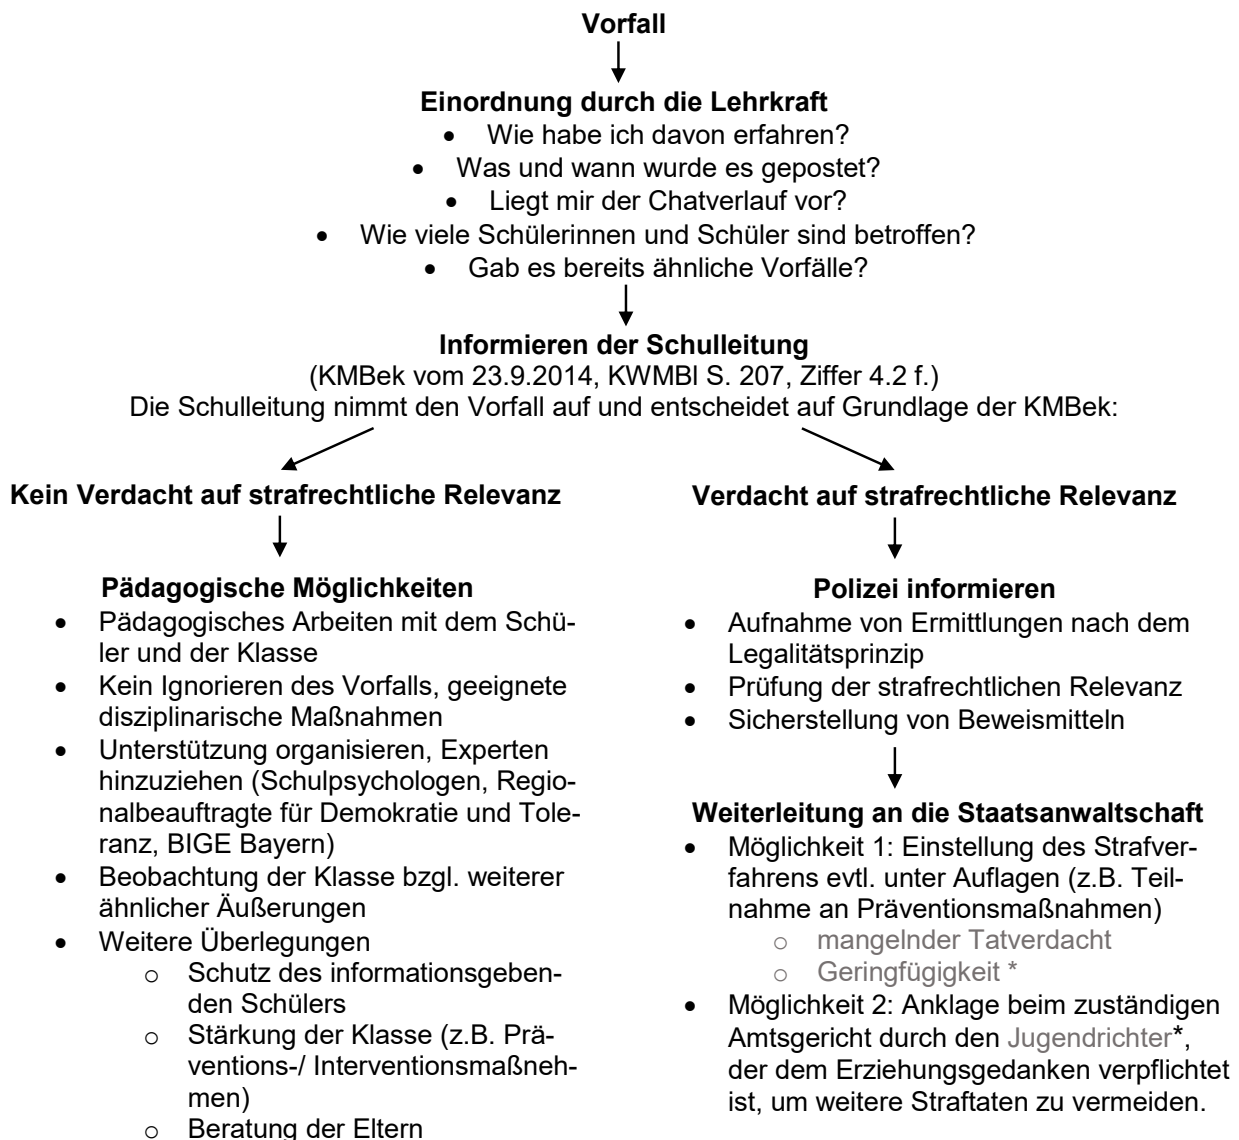 Vorfall
Einordnung durch die Lehrkraft
• Wie habe ich davon erfahren?
• Was und wann wurde es gepostet?
• Liegt mir der Chatverlauf vor?
• Wie viele Schülerinnen und Schüler sind betroffen?
• Gab es bereits ähnliche Vorfälle?
Informieren der Schulleitung
(KMBek vom 23.9.2014, KWMBl S. 207, Ziffer 4.2 f.)
Die Schulleitung nimmt den Vorfall auf und entscheidet auf Grundlage der KMBek:
Kein Verdacht auf strafrechtliche Relevanz
Pädagogische Möglichkeiten
• Pädagogisches Arbeiten mit dem Schü-
ler und der Klasse
• Kein Ignorieren des Vorfalls, geeignete
disziplinarische Maßnahmen
• Unterstützung organisieren, Experten
hinzuziehen (Schulpsychologen, Regio-
nalbeauftragte für Demokratie und Tole-
ranz, BIGE Bayern)
• Beobachtung der Klasse bzgl. weiterer
ähnlicher Äußerungen
• Weitere Überlegungen
o Schutz des informationsgeben-
den Schülers
o Stärkung der Klasse (z.B. Prä-
ventions-/ Interventionsmaßneh-
men)
o Beratung der Eltern
Verdacht auf strafrechtliche Relevanz
Polizei informieren
• Aufnahme von Ermittlungen nach dem
Legalitätsprinzip
• Prüfung der strafrechtlichen Relevanz
• Sicherstellung von Beweismitteln
Weiterleitung an die Staatsanwaltschaft
• Möglichkeit 1: Einstellung des Strafver-
fahrens evtl. unter Auflagen (z.B. Teil-
nahme an Präventionsmaßnahmen)
o mangelnder Tatverdacht
o Geringfügigkeit *
• Möglichkeit 2: Anklage beim zuständigen
Amtsgericht durch den Jugendrichter*,
der dem Erziehungsgedanken verpflichtet
ist, um weitere Straftaten zu vermeiden.